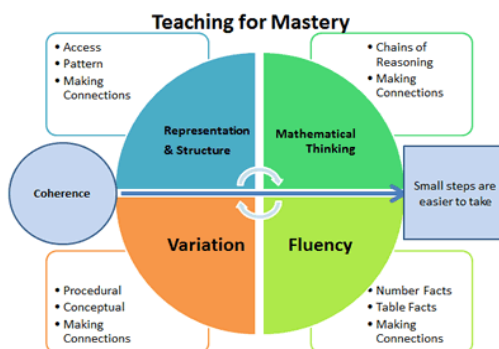 Teaching for Mastery
• Access
• Pattern
• Making
Connections
• Chains of
Reasoning
• Making
Connections
Representation
& Structure
Mathematical
Thinking
Coherence
Small steps are
easier to take
Variation
Fluency
• Procedural
• Conceptual
• Making
Connections
• Number Facts
• Table Facts
• Making
Connections